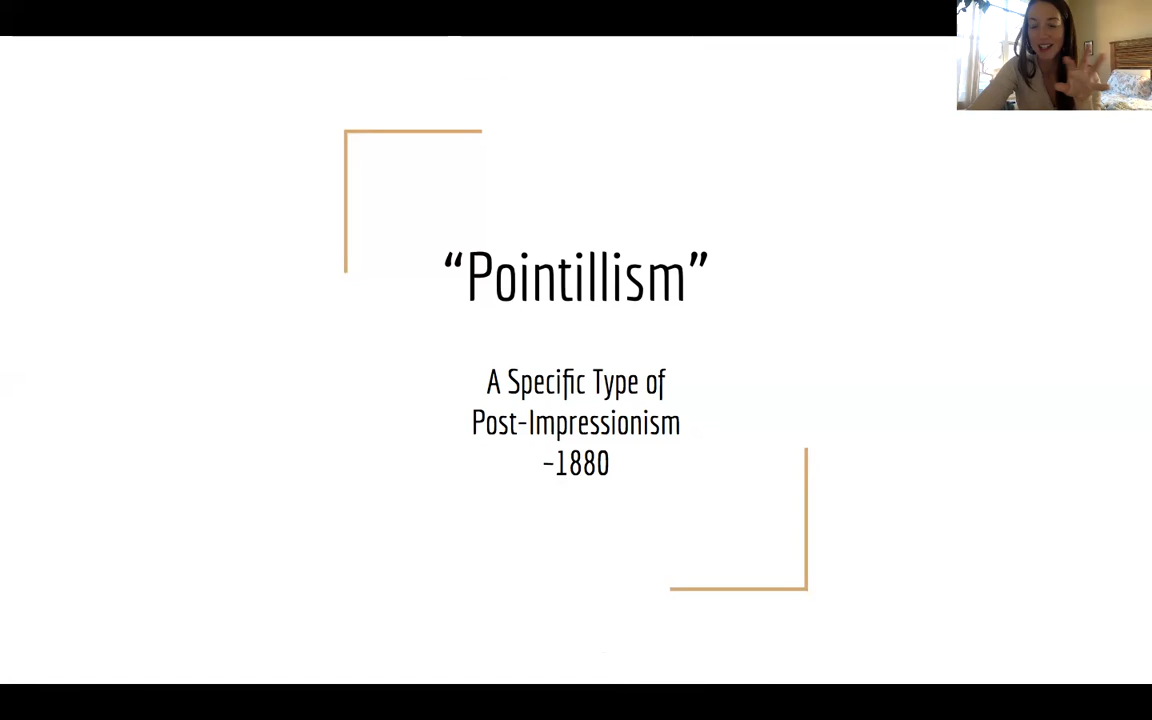 “Pointillism”
A Specific Type of
Post-Impressionism
~1880